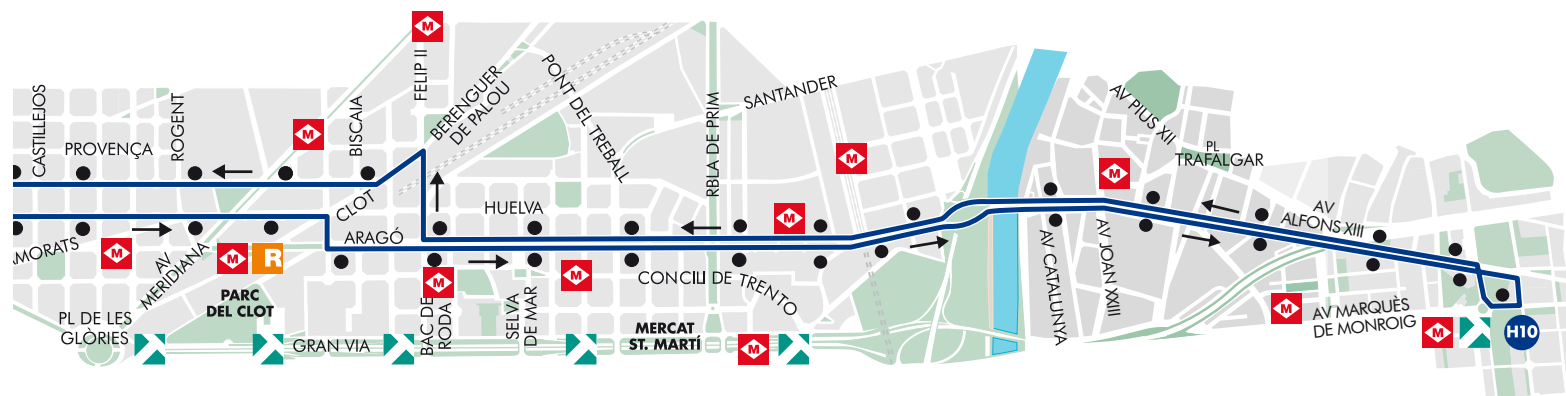 CASTILLEJOS
PROVENÇA
ROGENT
BISCAIA
FELIP II
BERENGUER
DE PALOU
PONT DEL TREBALL
RBLA DE PRIM
SANTANDER
AV PIUS XII
PL
TRAFALGAR
AV
ALFONS XIII
AMORATS
AV
MERIDIANA
CLOT
ARAGÓ
HUELVA
CONCILI DE TRENTO
AV CATALUNYA
AV JOAN XXIII
PARC
DEL CLOT
PL DE LES
GLÒRIES
GRAN VIA
BAC DE
RODA
SELVA
DE MAR
MERCAT
ST. MARTÍ
AV MARQUÈS
DE MONROIG
H10
M
M
M
M
R
M
M
M
M
M
M
M
M